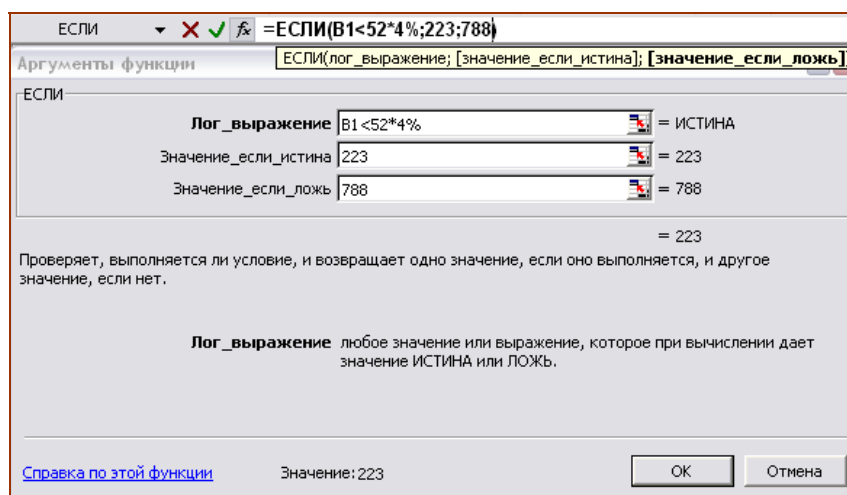 ЕСЛИ fx =ЕСЛИ(B1<52*4%;223;788)
ЕСЛИ(лог_выражение; [значение_если_истина]; [значение_если_ложь])
Аргументы функции
ЕСЛИ
Лог_выражение B1<52*4% = ИСТИНА
Значение_если_истина 223 = 223
Значение_если_ложь 788 = 788
= 223
Проверяет, выполняется ли условие, и возвращает одно значение, если оно выполняется, и другое
значение, если нет.
Лог_выражение любое значение или выражение, которое при вычислении дает
значение ИСТИНА или ЛОЖЬ.
Справка по этой функции Значение:223 ОК Отмена